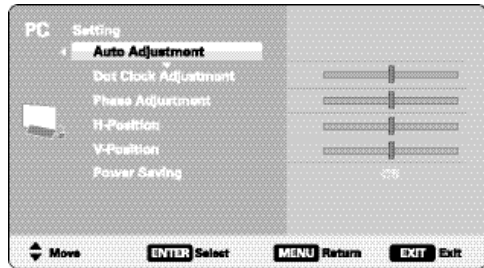 PC Setting
Auto Adjustment
Dot Clock Adjustment
Phase Adjustment
H-Position
V-Position
Power Saving
Move ENTER Select MENU Return EXIT Exit